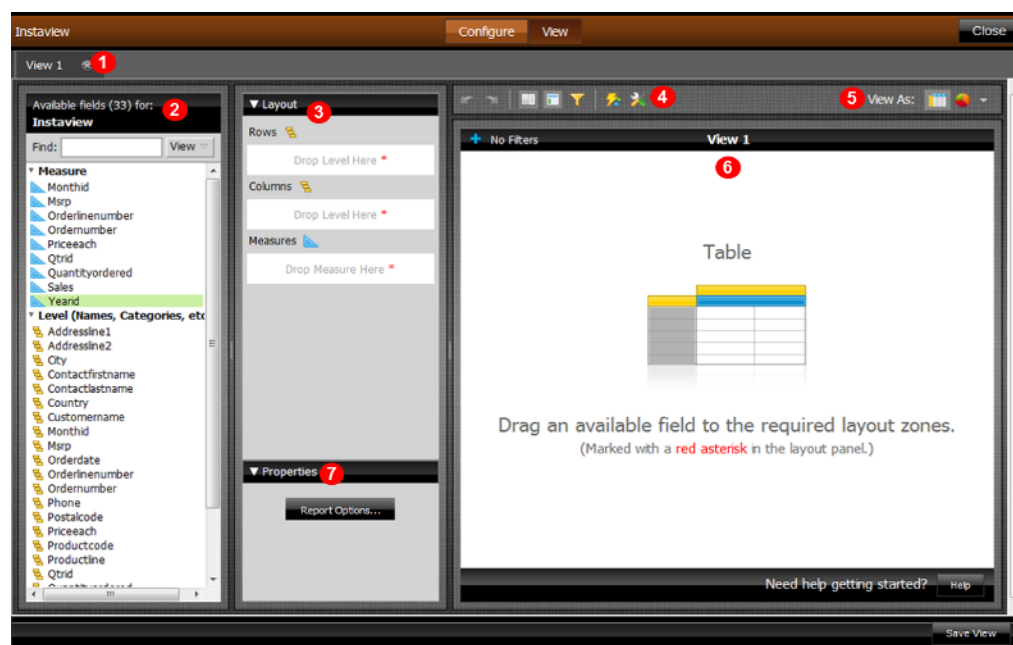 Instaview
Configure View
Close
View 1 1
Available fields (33) for: 2
Instaview
Find: View
Measure
Monthid
Msrp
Orderlinenumber
Ordernumber
Priceeach
Qtrid
Quantityordered
Sales
Yearid
Level (Names, Categories, etc
Addressline1
Addressline2
City
Contactfirstname
Contactlastname
Country
Customername
Monthid
Msrp
Orderdate
Orderlinenumber
Ordernumber
Phone
Postalcode
Priceeach
Productcode
Productline
Qtrid
Layout 3
Rows
Drop Level Here *
Columns
Drop Level Here *
Measures
Drop Measure Here *
Properties 7
Report Options...
4
5 View As:
No Filters View 1
6
Table
Drag an available field to the required layout zones.
(Marked with a red asterisk in the layout panel.)
Need help getting started? Help
Save View